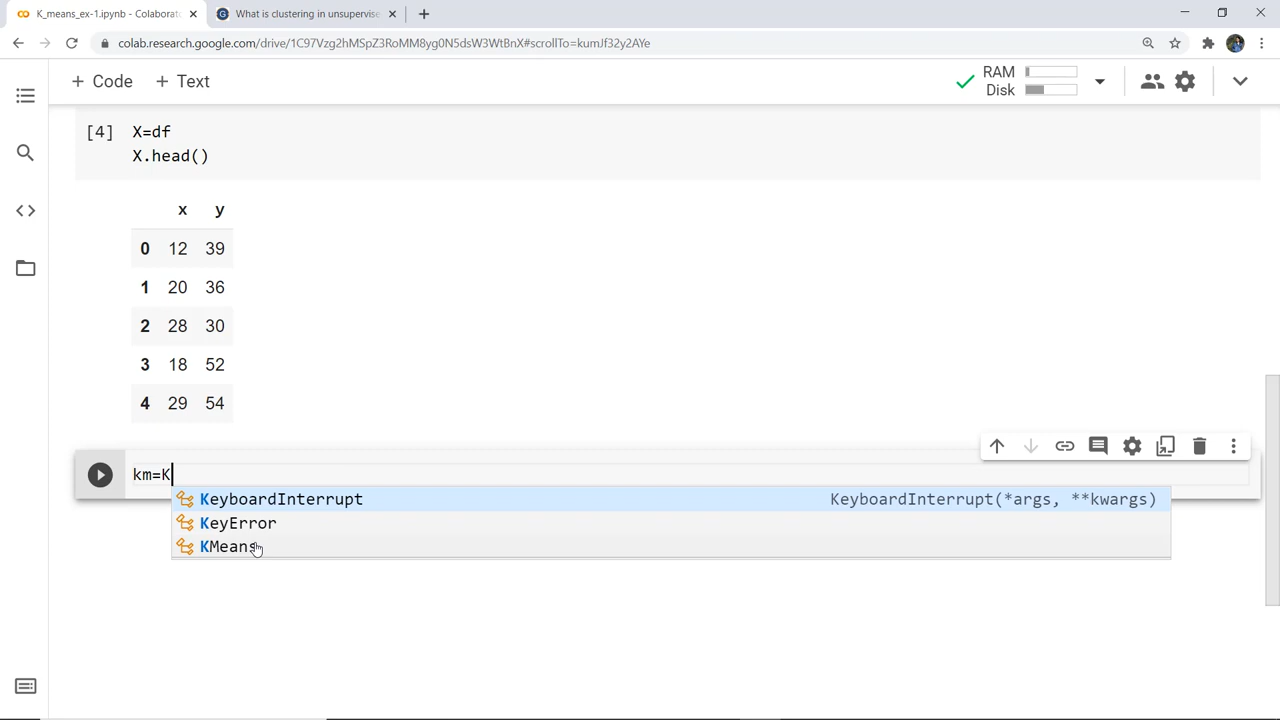 K_means_ex-1.ipynb - Colaborato
What is clustering in unsupervise
colab.research.google.com/drive/1C97Vzg2hMSpZ3RoMM8yg0N5dsW3WtBnX#scrollTo=kumJf32y2AYe
+ Code + Text
RAM
Disk
[4] X=df
X.head()
x y
0 12 39
1 20 36
2 28 30
3 18 52
4 29 54
km=K
KeyboardInterrupt KeyboardInterrupt(*args, **kwargs)
KeyError
KMeans